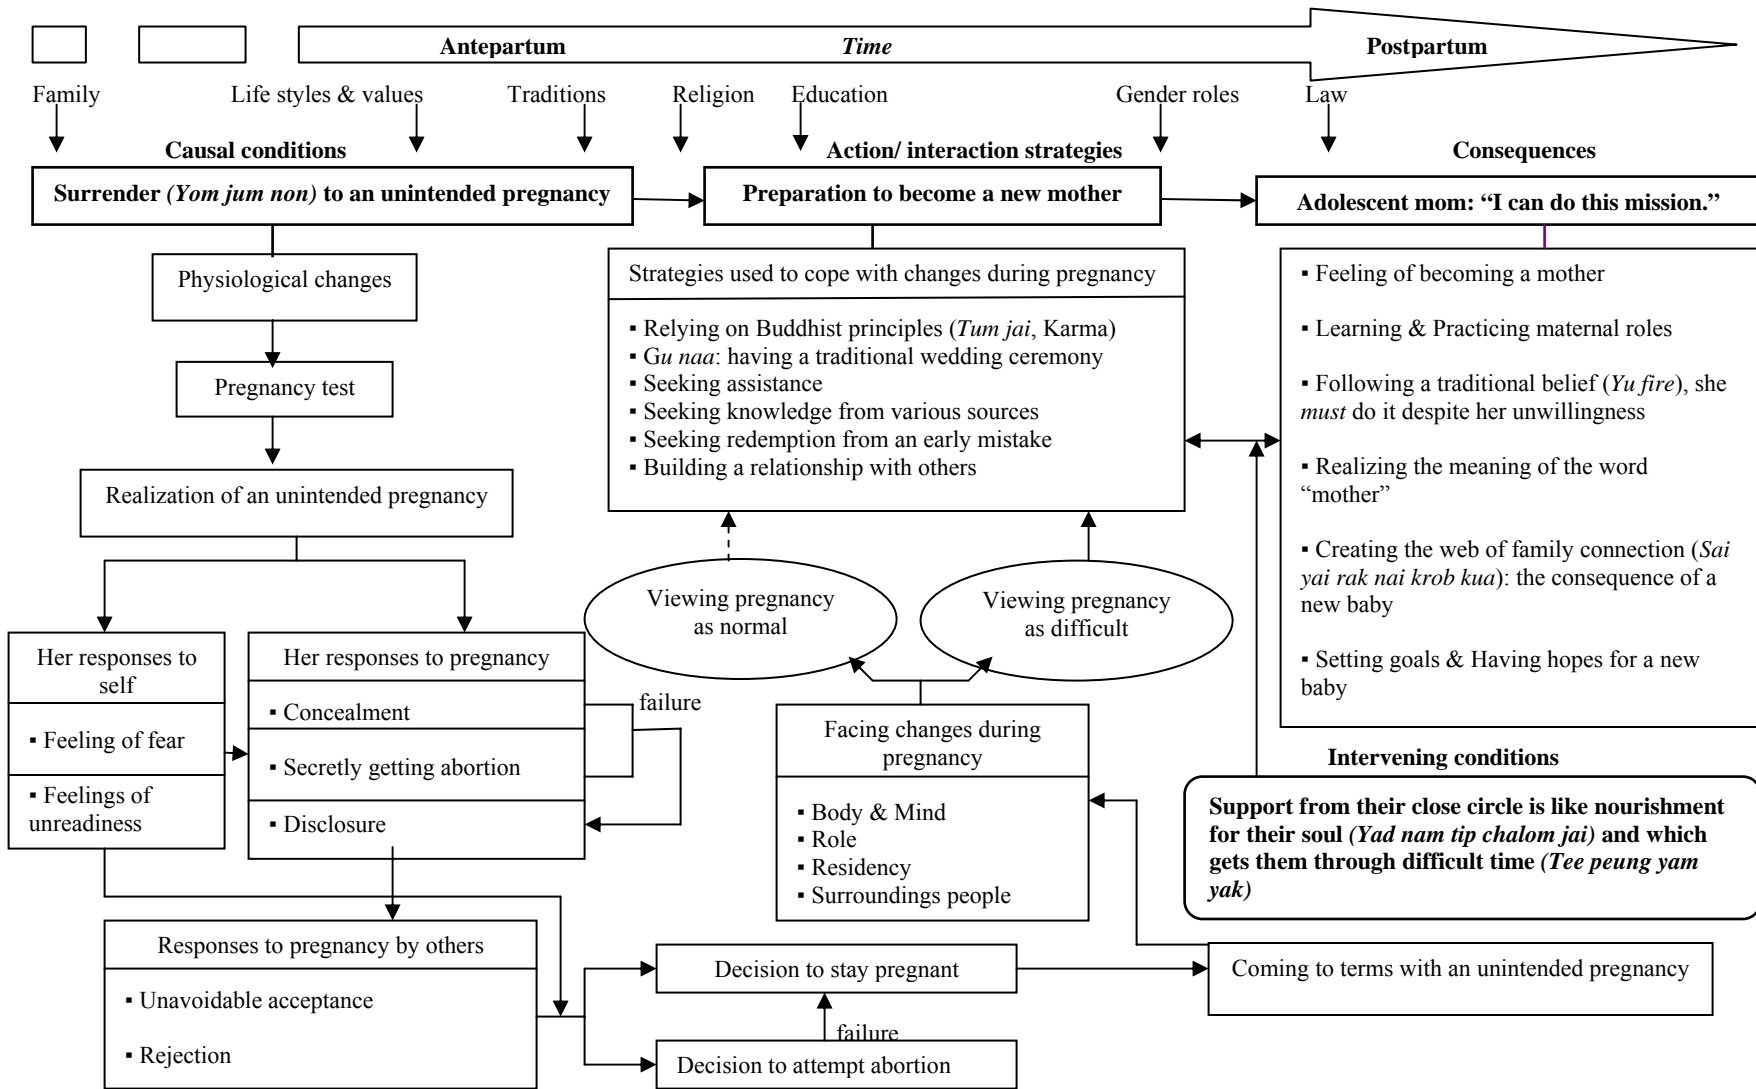 Antepartum Time Postpartum
Family Life styles & values Traditions Religion Education Gender roles Law
Causal conditions
Surrender (Yom jum non) to an unintended pregnancy
Physiological changes
Pregnancy test
Realization of an unintended pregnancy
Her responses to
self
▪ Feeling of fear
▪ Feelings of
unreadiness
Her responses to pregnancy
▪ Concealment
▪ Secretly getting abortion
▪ Disclosure
failure
Responses to pregnancy by others
▪ Unavoidable acceptance
▪ Rejection
Decision to stay pregnant
failure
Decision to attempt abortion
Coming to terms with an unintended pregnancy
Action/ interaction strategies
Preparation to become a new mother
Strategies used to cope with changes during pregnancy
▪ Relying on Buddhist principles (Tum jai, Karma)
▪ Gu naa: having a traditional wedding ceremony
▪ Seeking assistance
▪ Seeking knowledge from various sources
▪ Seeking redemption from an early mistake
▪ Building a relationship with others
Viewing pregnancy
as normal
Viewing pregnancy
as difficult
Facing changes during
pregnancy
▪ Body & Mind
▪ Role
▪ Residency
▪ Surroundings people
Consequences
Adolescent mom: “I can do this mission.”
▪ Feeling of becoming a mother
▪ Learning & Practicing maternal roles
▪ Following a traditional belief (Yu fire), she
must do it despite her unwillingness
▪ Realizing the meaning of the word
“mother”
▪ Creating the web of family connection (Sai
yai rak nai krob kua): the consequence of a
new baby
▪ Setting goals & Having hopes for a new
baby
Intervening conditions
Support from their close circle is like nourishment
for their soul (Yad nam tip chalom jai) and which
gets them through difficult time (Tee peung yam
yak)